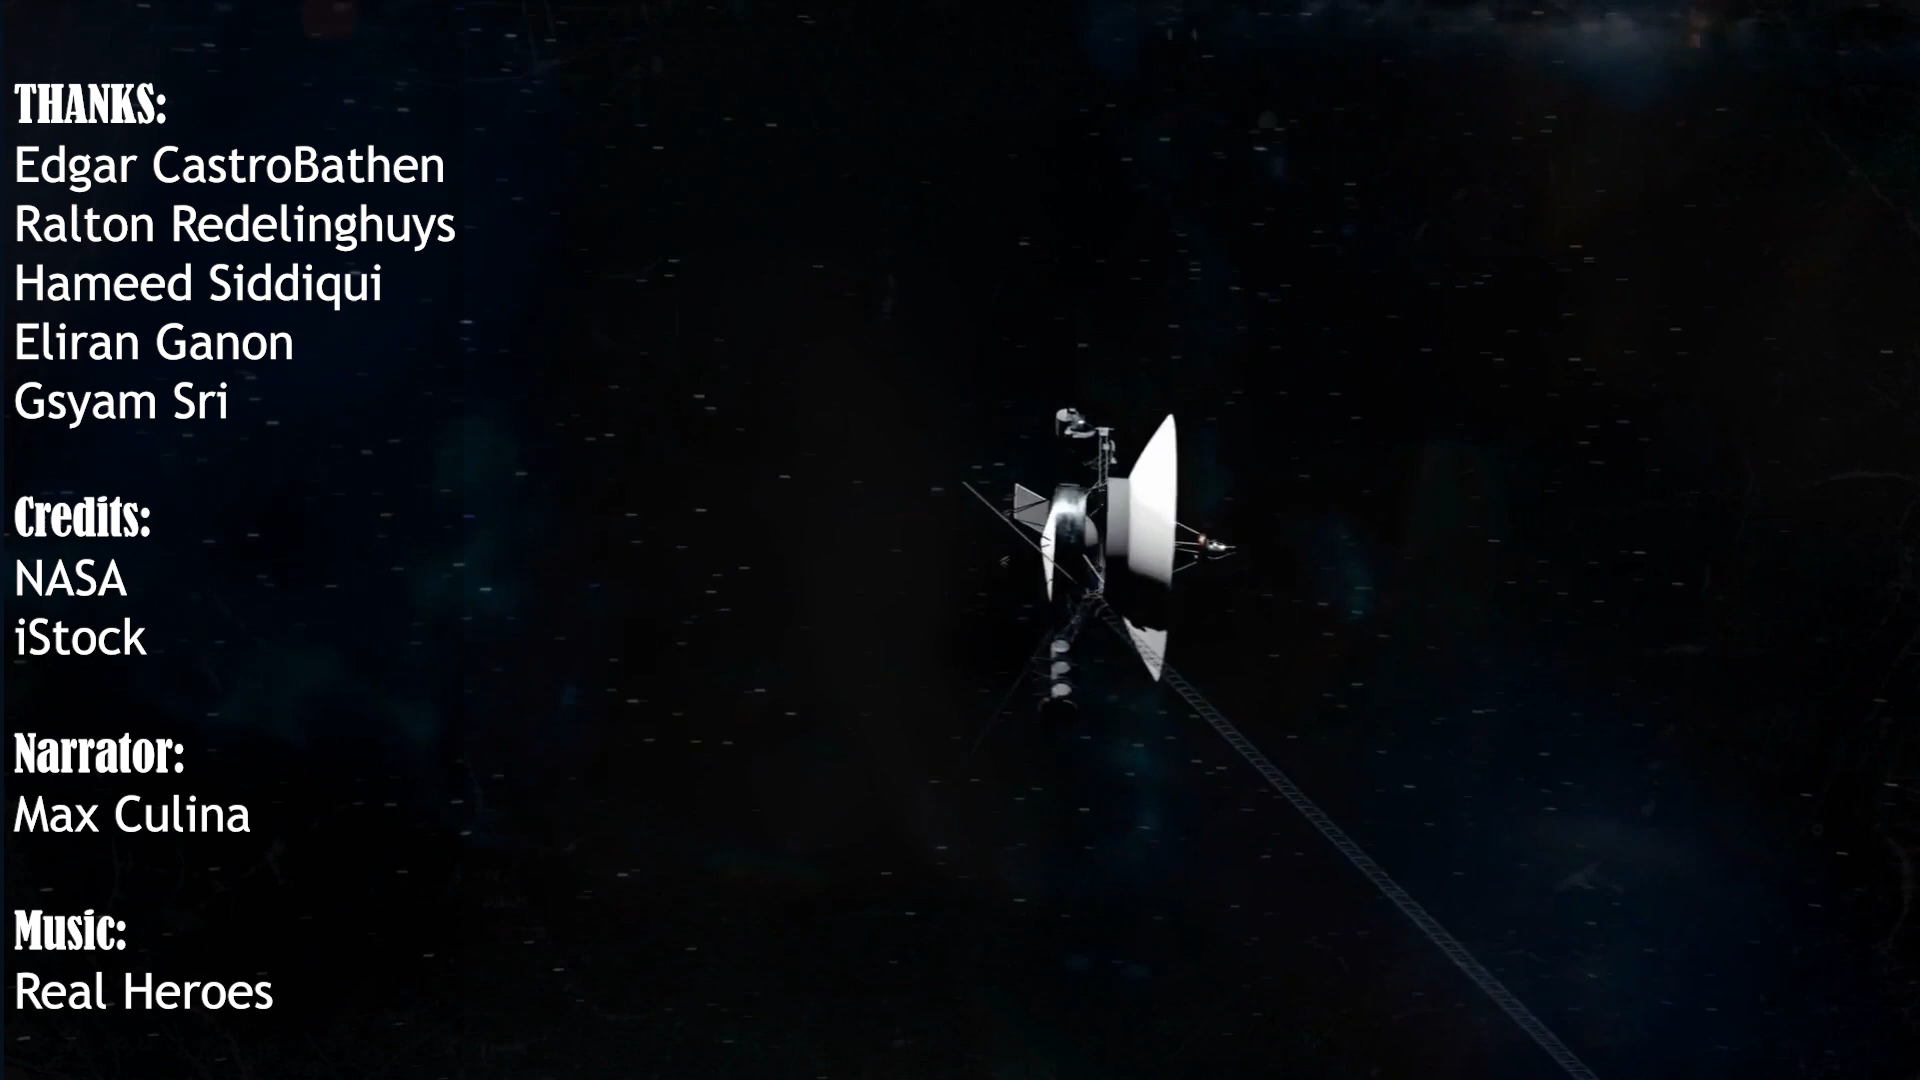 THANKS:
Edgar CastroBathen
Ralton Redelinghuys
Hameed Siddiqui
Eliran Ganon
Gsyam Sri
Credits:
NASA
iStock
Narrator:
Max Culina
Music:
Real Heroes